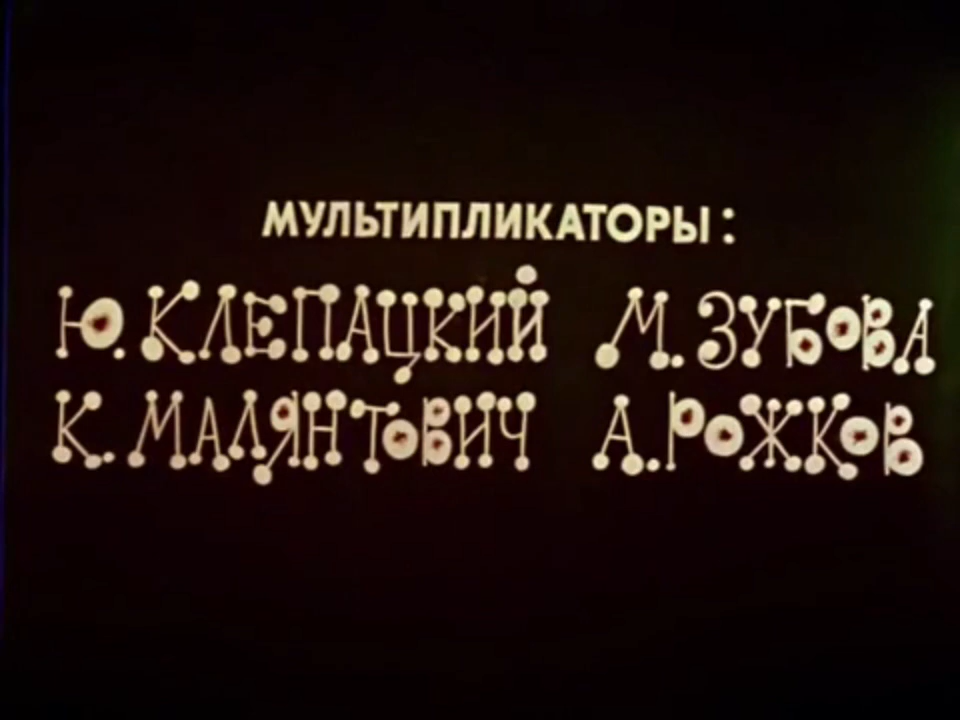 МУЛЬТИПЛИКАТОРЫ:
Ю. КЛЕПАЦКИЙ М. ЗУБОВА
К. МАЛЯНТОВИЧ А. РОЖКОВ